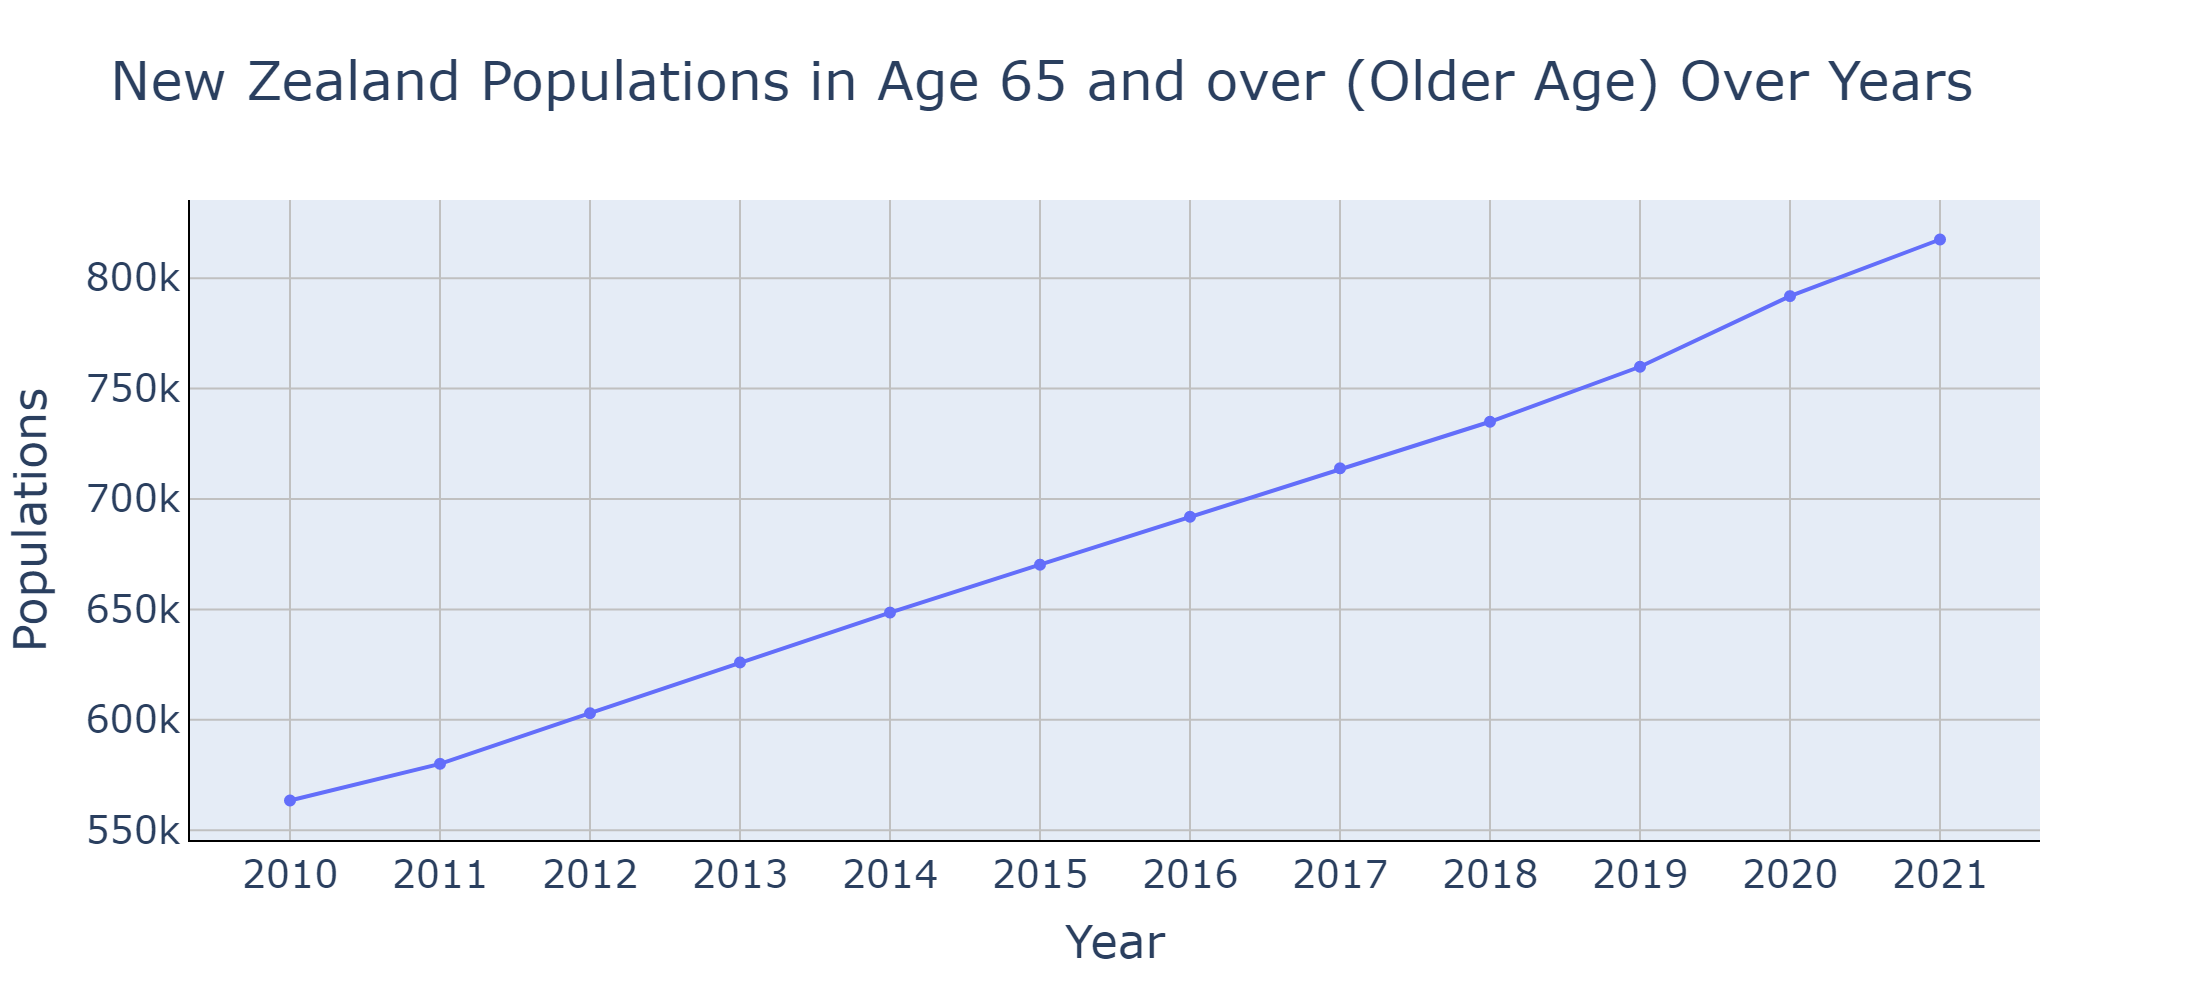 New Zealand Populations in Age 65 and over (Older Age) Over Years
Populations
800k
750k
700k
650k
600k
550k
2010 2011 2012 2013 2014 2015 2016 2017 2018 2019 2020 2021
Year